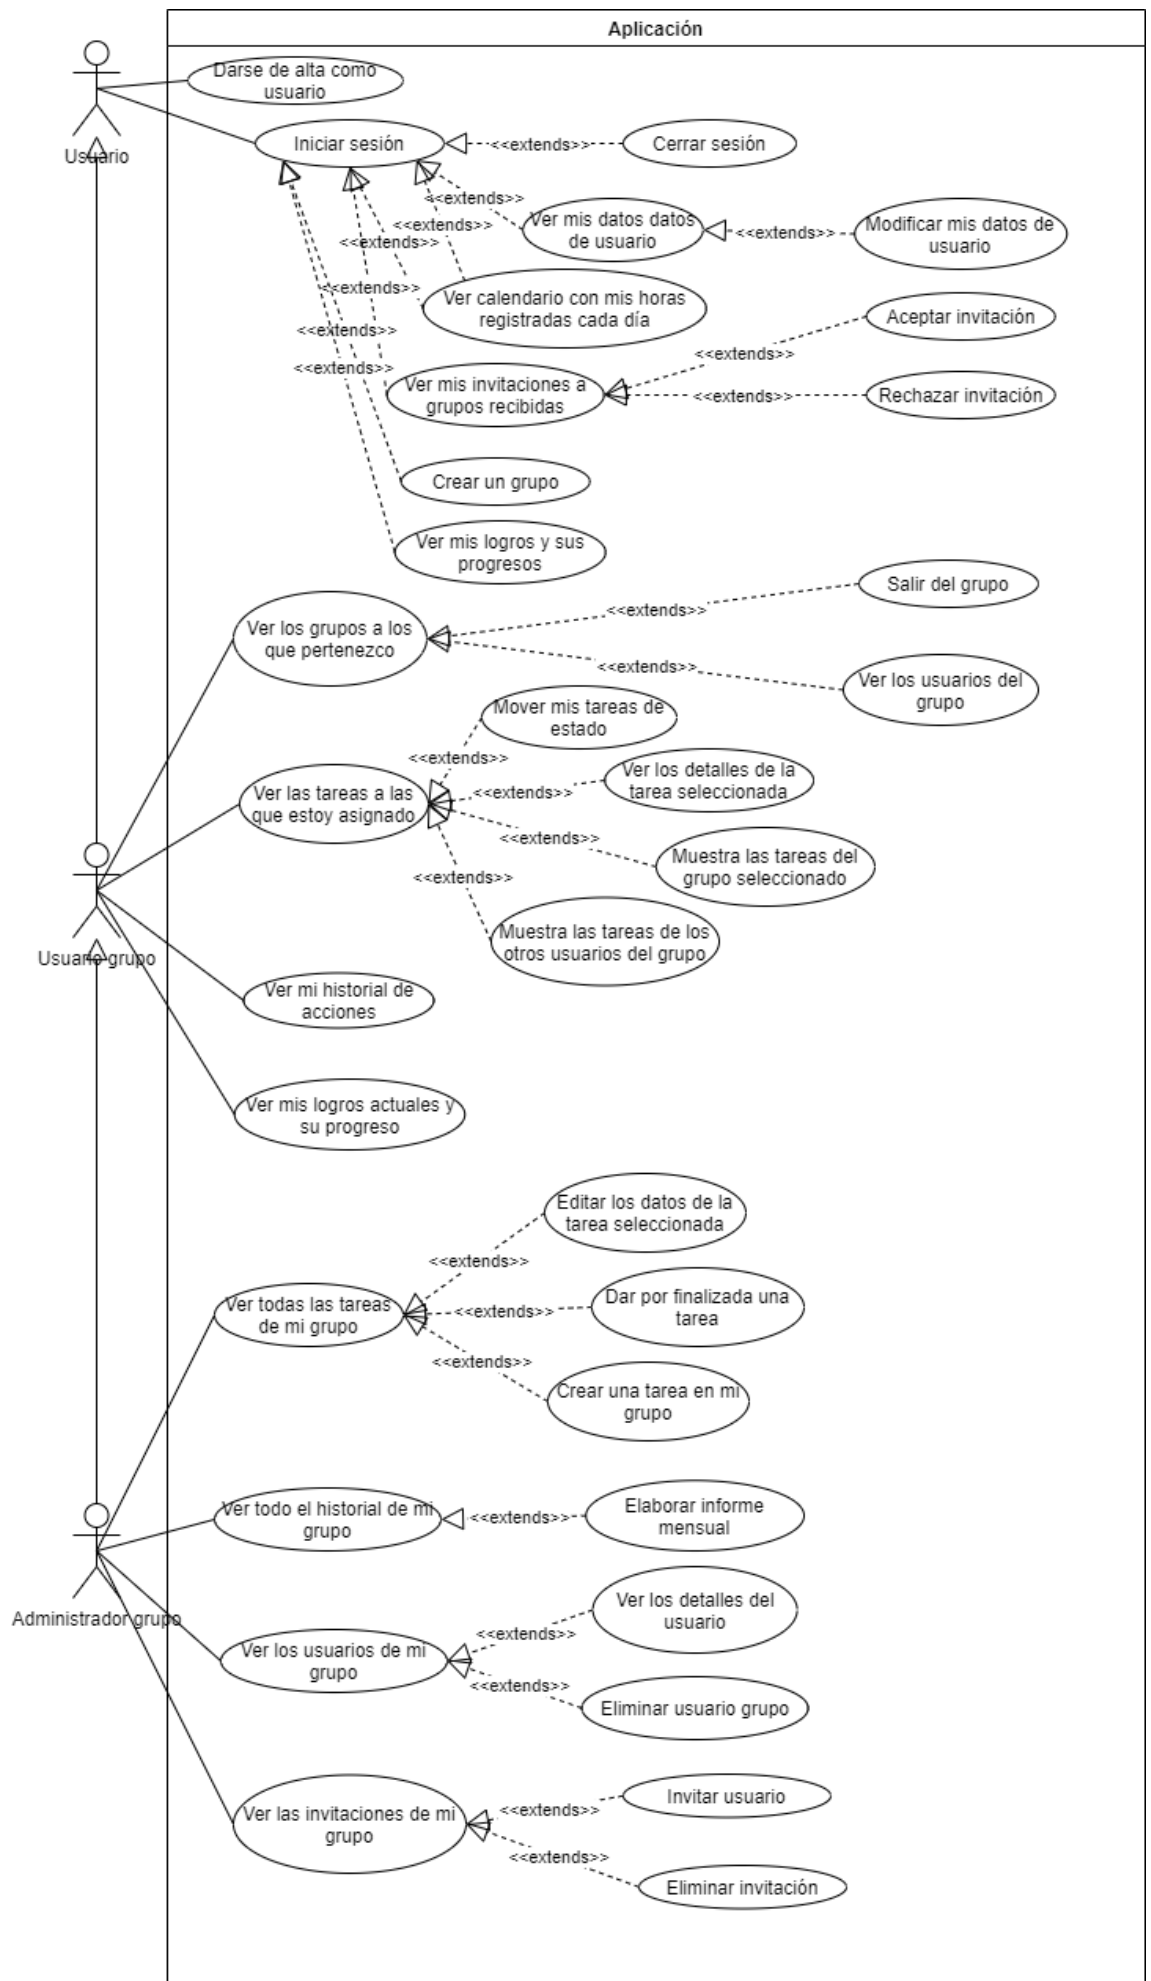 Aplicación
Darse de alta como
usuario
Usuario
Iniciar sesión
<<extends>>
Cerrar sesión
<<extends>>
Ver mis datos datos
de usuario
<<extends>>
Modificar mis datos de
usuario
<<extends>>
<<extends>>
<<extends>>
Ver calendario con mis horas
registradas cada día
Aceptar invitación
<<extends>>
<<extends>>
<<extends>>
Ver mis invitaciones a
grupos recibidas
<<extends>>
Rechazar invitación
Crear un grupo
Ver mis logros y sus
progresos
Salir del grupo
<<extends>>
Ver los grupos a los
que pertenezco
<<extends>>
Ver los usuarios del
grupo
Mover mis tareas de
estado
<<extends>>
Ver los detalles de la
tarea seleccionada
<<extends>>
Ver las tareas a las
que estoy asignado
<<extends>>
Muestra las tareas del
grupo seleccionado
<<extends>>
Muestra las tareas de los
otros usuarios del grupo
Usuario grupo
Ver mi historial de
acciones
Ver mis logros actuales y
su progreso
Editar los datos de la
tarea seleccionada
<<extends>>
Ver todas las tareas
de mi grupo
<<extends>>
Dar por finalizada una
tarea
<<extends>>
Crear una tarea en mi
grupo
Ver todo el historial de mi
grupo
<<extends>>
Elaborar informe
mensual
Administrador grupo
Ver los detalles del
usuario
<<extends>>
Ver los usuarios de mi
grupo
<<extends>>
Eliminar usuario grupo
Invitar usuario
<<extends>>
Ver las invitaciones de mi
grupo
<<extends>>
Eliminar invitación